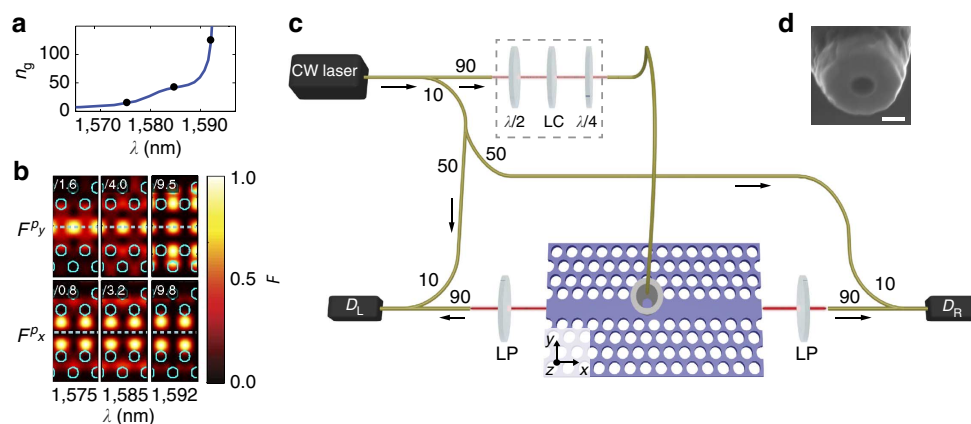 a
n_g
100
50
0
1,570 1,580 1,590
λ (nm)
b
/1.6 /4.0 /9.5
F^p_y
/0.8 /3.2 /9.8
F^p_x
1,575 1,585 1,592
λ (nm)
1.0
0.5
0.0
F
c
CW laser
90
10
λ/2 LC λ/4
50
50
10
90
D_L
LP
y
z x
LP
10
90
D_R
d